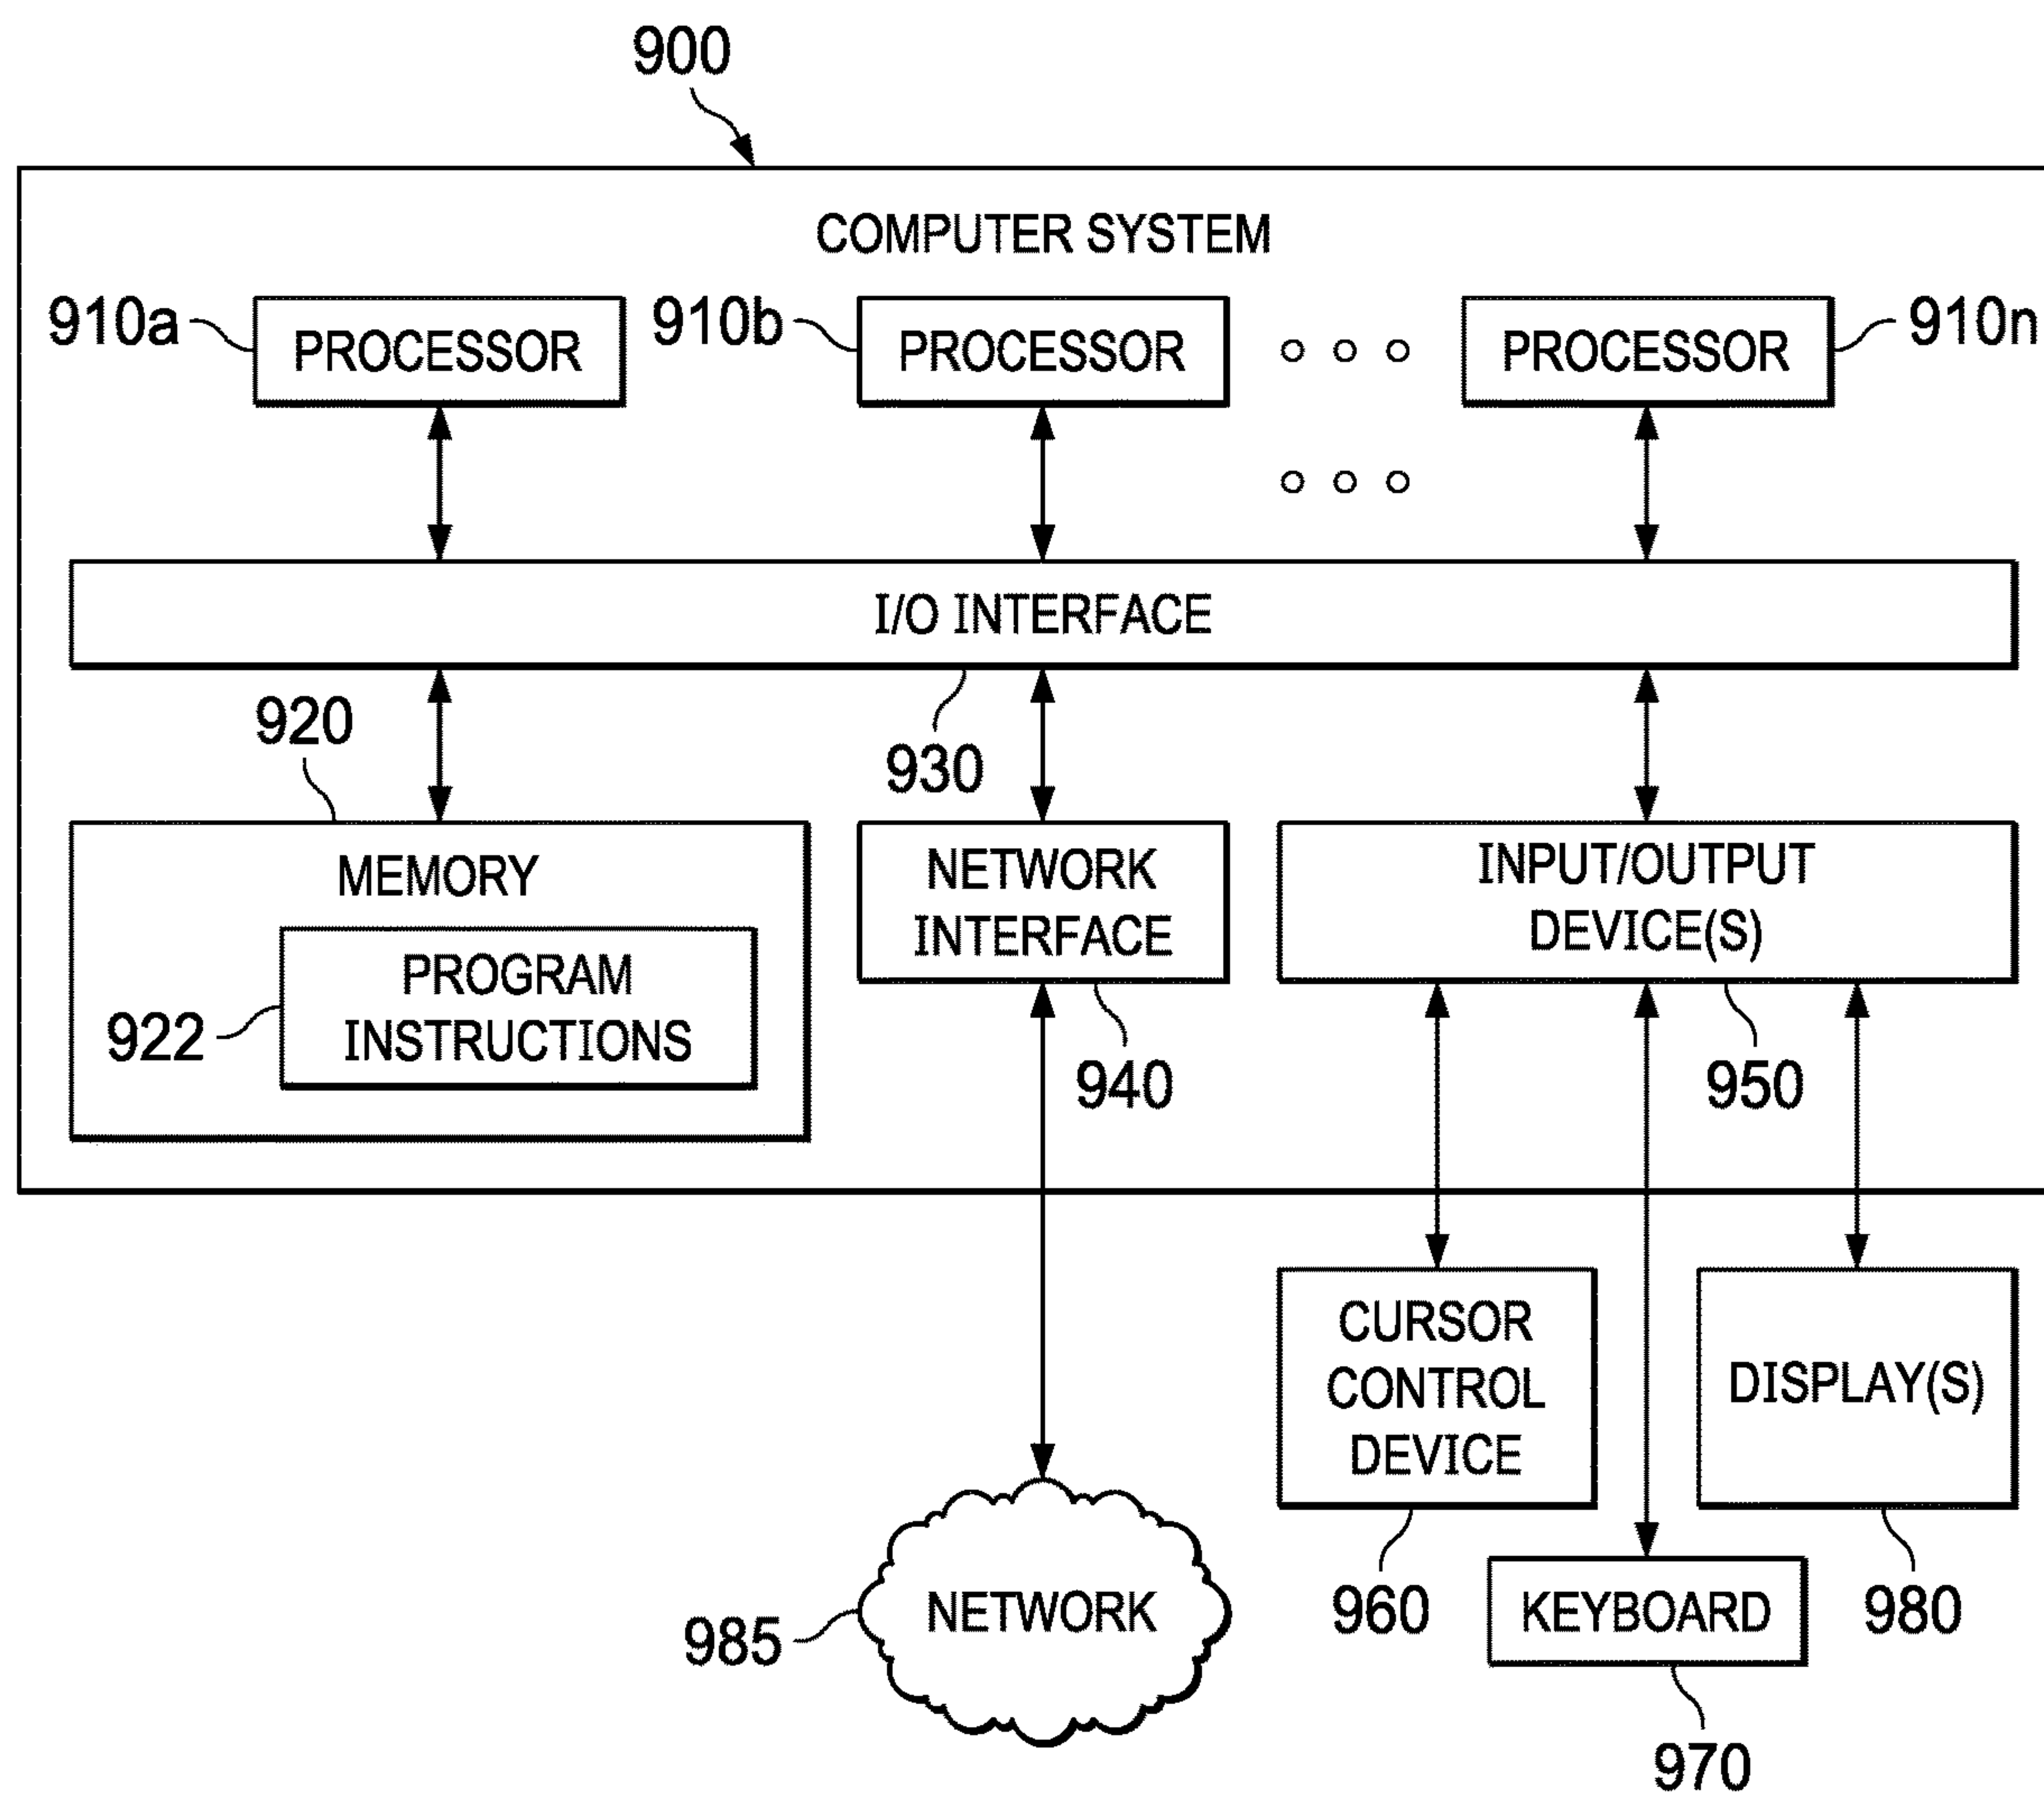 900
COMPUTER SYSTEM
910a
PROCESSOR
910b
PROCESSOR
910n
PROCESSOR
I/O INTERFACE
920
930
MEMORY
PROGRAM
INSTRUCTIONS
922
NETWORK
INTERFACE
940
INPUT/OUTPUT
DEVICE(S)
950
CURSOR
CONTROL
DEVICE
960
DISPLAY(S)
980
KEYBOARD
970
NETWORK
985